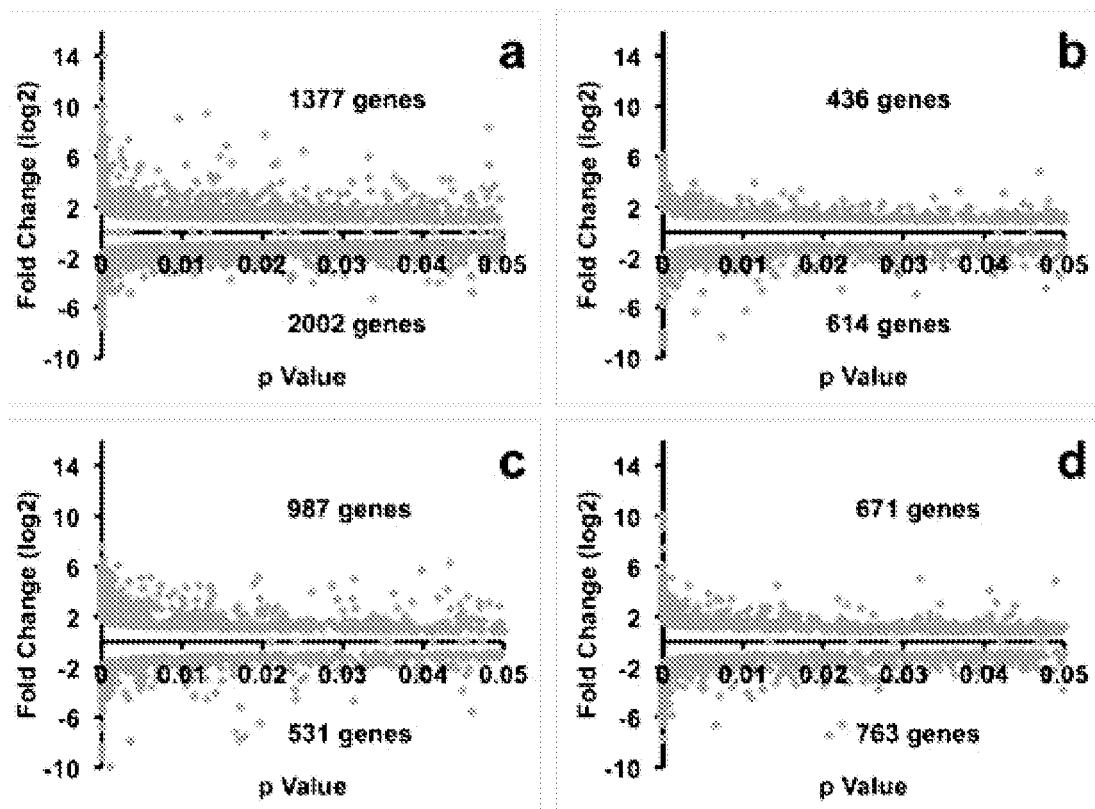 a
Fold Change (log2)
14
10
6
2
-2
-6
-10
1377 genes
0 0.01 0.02 0.03 0.04 0.05
2002 genes
p Value
b
Fold Change (log2)
14
10
6
2
-2
-6
-10
436 genes
0 0.01 0.02 0.03 0.04 0.05
614 genes
p Value
c
Fold Change (log2)
14
10
6
2
-2
-6
-10
987 genes
0 0.01 0.02 0.03 0.04 0.05
531 genes
p Value
d
Fold Change (log2)
14
10
6
2
-2
-6
-10
671 genes
0 0.01 0.02 0.03 0.04 0.05
763 genes
p Value